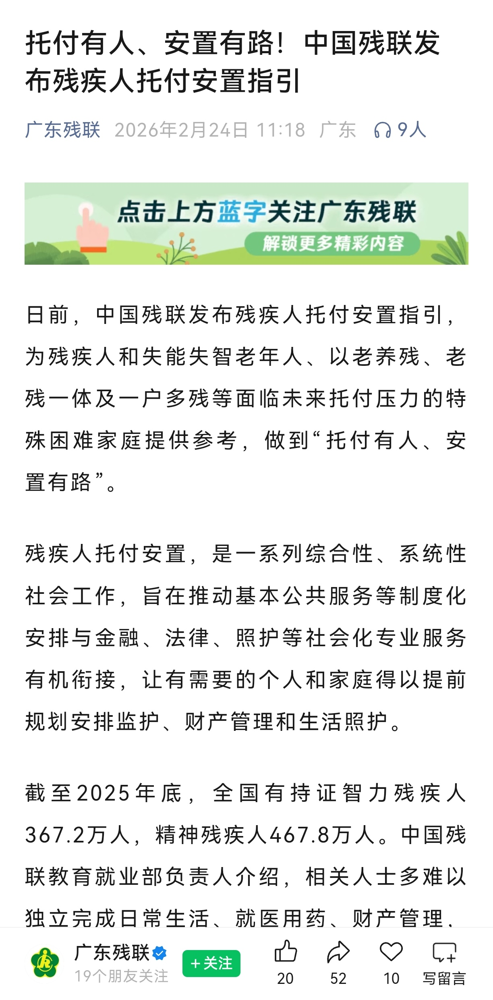 托付有人、安置有路！中国残联发
布残疾人托付安置指引
广东残联 2026年2月24日 11:18 广东 9人
点击上方蓝字关注广东残联
解锁更多精彩内容
日前，中国残联发布残疾人托付安置指引，
为残疾人和失能失智老年人、以老养残、老
残一体及一户多残等面临未来托付压力的特
殊困难家庭提供参考，做到“托付有人、安
置有路”。
残疾人托付安置，是一系列综合性、系统性
社会工作，旨在推动基本公共服务等制度化
安排与金融、法律、照护等社会化专业服务
有机衔接，让有需要的个人和家庭得以提前
规划安排监护、财产管理和生活照护。
截至2025年底，全国有持证智力残疾人
367.2万人，精神残疾人467.8万人。中国残
联教育就业部负责人介绍，相关人士多难以
独立完成日常生活、就医用药、财产管理，
广东残联
19个朋友关注
+关注
20 52 10 写留言